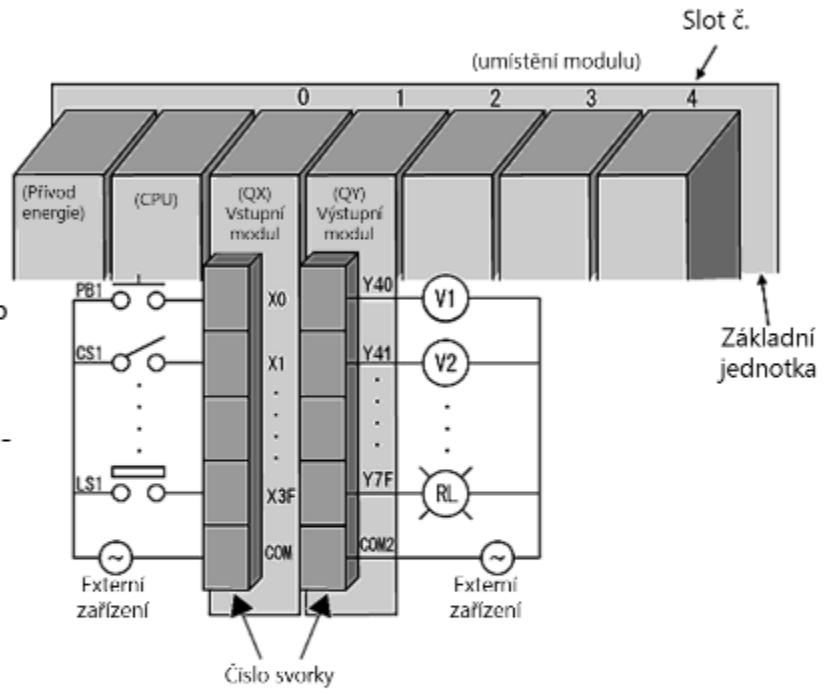 Slot č.
(umístění modulu)
0 1 2 3 4
(Přívod energie)
(CPU)
(QX)
Vstupní
modul
(QY)
Výstupní
modul
PB1 X0 Y40 V1
CS1 X1 Y41 V2
LS1 X3F Y7F RL
COM COM2
Základní
jednotka
Externí
zařízení
Externí
zařízení
Číslo svorky